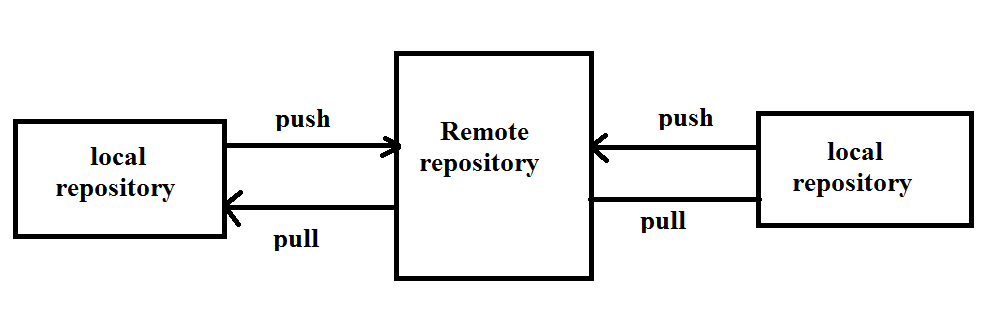 local
repository
push
pull
Remote
repository
push
pull
local
repository